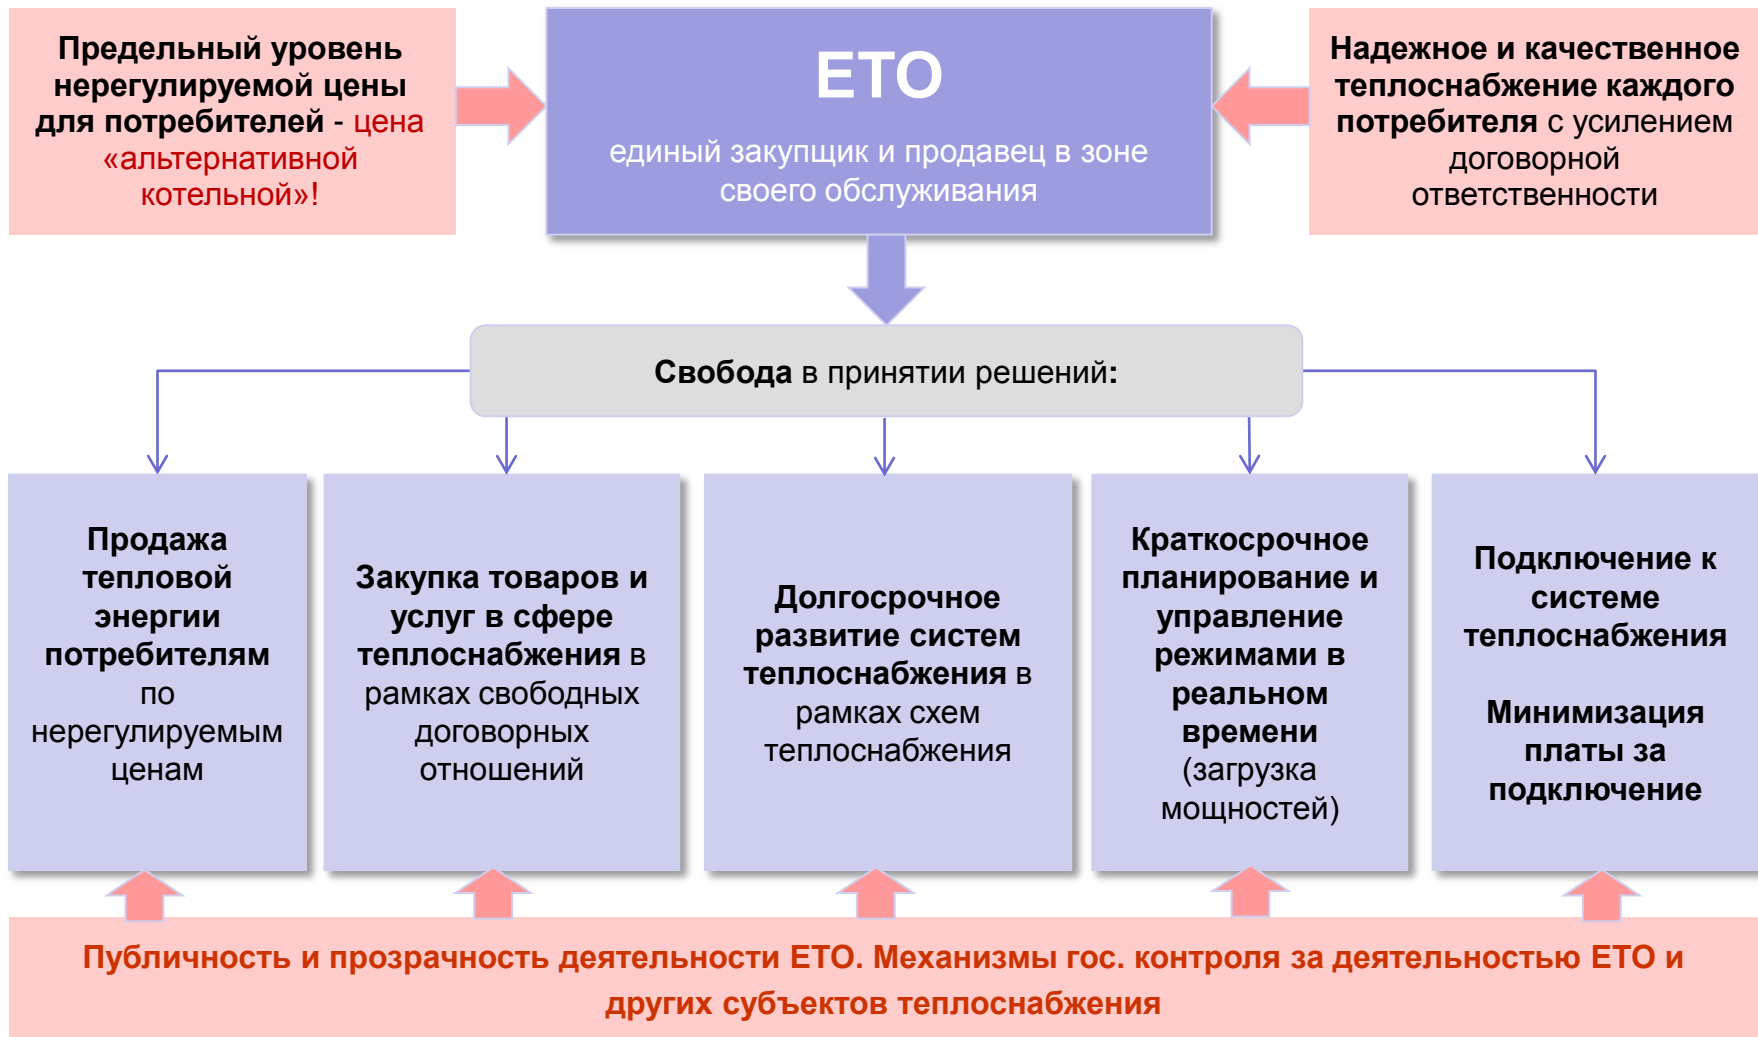 Предельный уровень
нерегулируемой цены
для потребителей - цена
«альтернативной
котельной»!
ЕТО
единый закупщик и продавец в зоне
своего обслуживания
Надежное и качественное
теплоснабжение каждого
потребителя с усилением
договорной
ответственности
Свобода в принятии решений:
Продажа
тепловой
энергии
потребителям
по
нерегулируемым
ценам
Закупка товаров и
услуг в сфере
теплоснабжения в
рамках свободных
договорных
отношений
Долгосрочное
развитие систем
теплоснабжения в
рамках схем
теплоснабжения
Краткосрочное
планирование и
управление
режимами в
реальном
времени
(загрузка
мощностей)
Подключение к
системе
теплоснабжения
Минимизация
платы за
подключение
Публичность и прозрачность деятельности ЕТО. Механизмы гос. контроля за деятельностью ЕТО и
других субъектов теплоснабжения